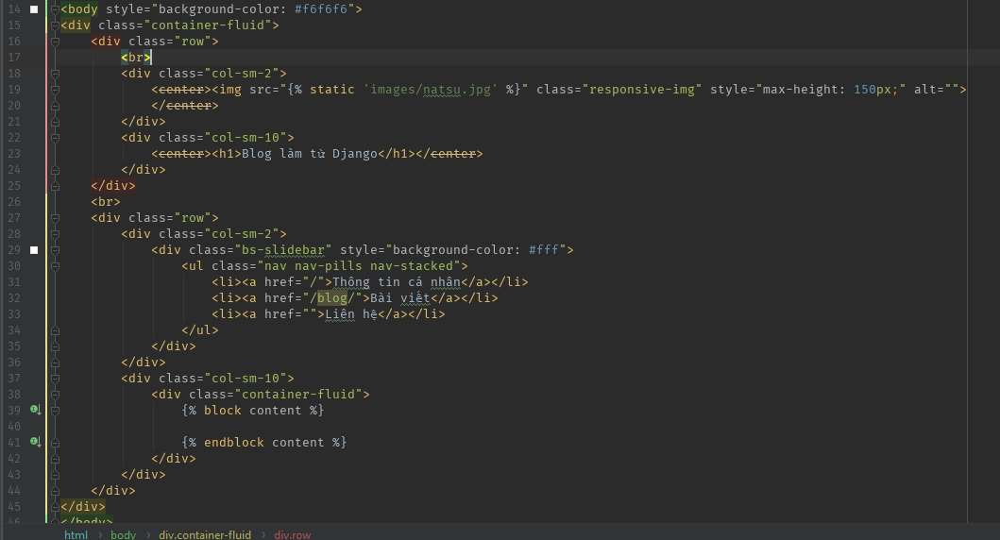 14 <body style="background-color: #f6f6f6">
15 <div class="container-fluid">
16     <div class="row">
17         <br>
18         <div class="col-sm-2">
19             <center><img src="{% static 'images/natsu.jpg' %}" class="responsive-img" style="max-height: 150px;" alt="">
20             </center>
21         </div>
22         <div class="col-sm-10">
23             <center><h1>Blog làm từ Django</h1></center>
24         </div>
25     </div>
26     <br>
27     <div class="row">
28         <div class="col-sm-2">
29             <div class="bs-slidebar" style="background-color: #fff">
30                 <ul class="nav nav-pills nav-stacked">
31                     <li><a href="/">Thông tin cá nhân</a></li>
32                     <li><a href="/blog/">Bài viết</a></li>
33                     <li><a href="">Liên hệ</a></li>
34                 </ul>
35             </div>
36         </div>
37         <div class="col-sm-10">
38             <div class="container-fluid">
39                 {% block content %}
40
41                 {% endblock content %}
42             </div>
43         </div>
44     </div>
45 </div>
46 </body>
html › body › div.container-fluid › div.row